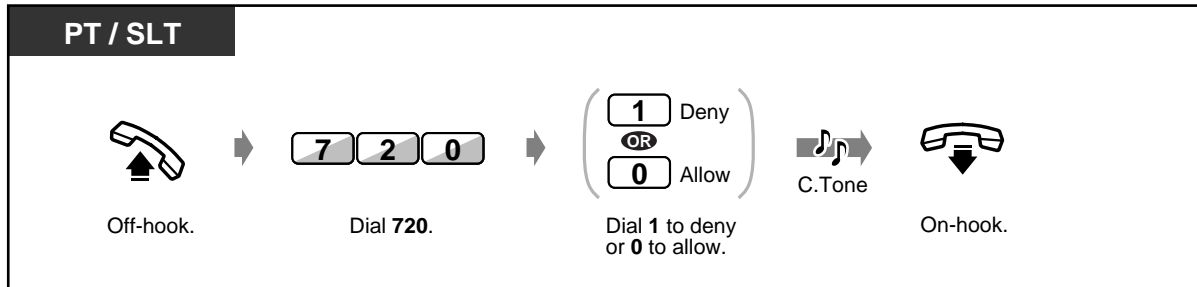 PT / SLT
1 Deny
OR
7 2 0
0 Allow
C.Tone
Off-hook.
Dial 720.
Dial 1 to deny
or 0 to allow.
On-hook.